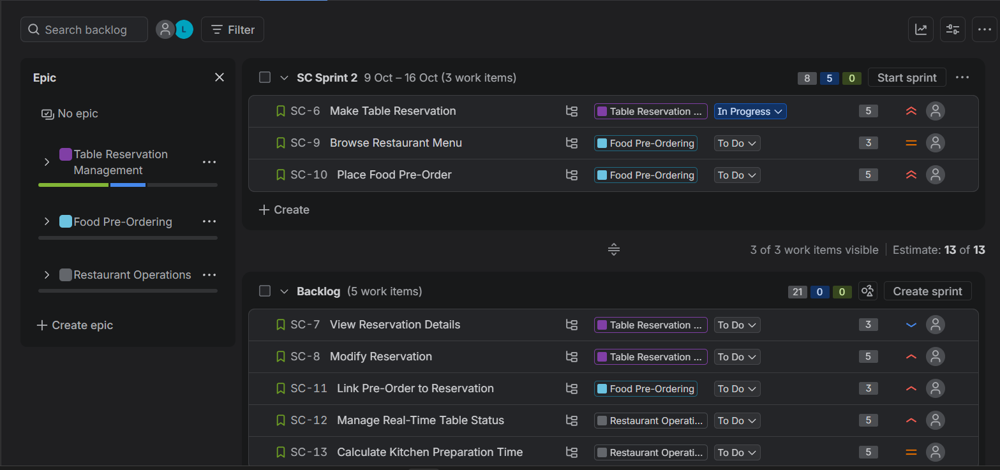 Search backlog L Filter
Epic
No epic
Table Reservation
Management
Food Pre-Ordering
Restaurant Operations
Create epic
SC Sprint 2 9 Oct – 16 Oct (3 work items) 8 5 0 Start sprint
SC-6 Make Table Reservation Table Reservation ... In Progress 5
SC-9 Browse Restaurant Menu Food Pre-Ordering To Do 3
SC-10 Place Food Pre-Order Food Pre-Ordering To Do 5
Create
3 of 3 work items visible Estimate: 13 of 13
Backlog (5 work items) 21 0 0 Create sprint
SC-7 View Reservation Details Table Reservation ... To Do 3
SC-8 Modify Reservation Table Reservation ... To Do 5
SC-11 Link Pre-Order to Reservation Food Pre-Ordering To Do 3
SC-12 Manage Real-Time Table Status Restaurant Operati... To Do 5
SC-13 Calculate Kitchen Preparation Time Restaurant Operati... To Do 5